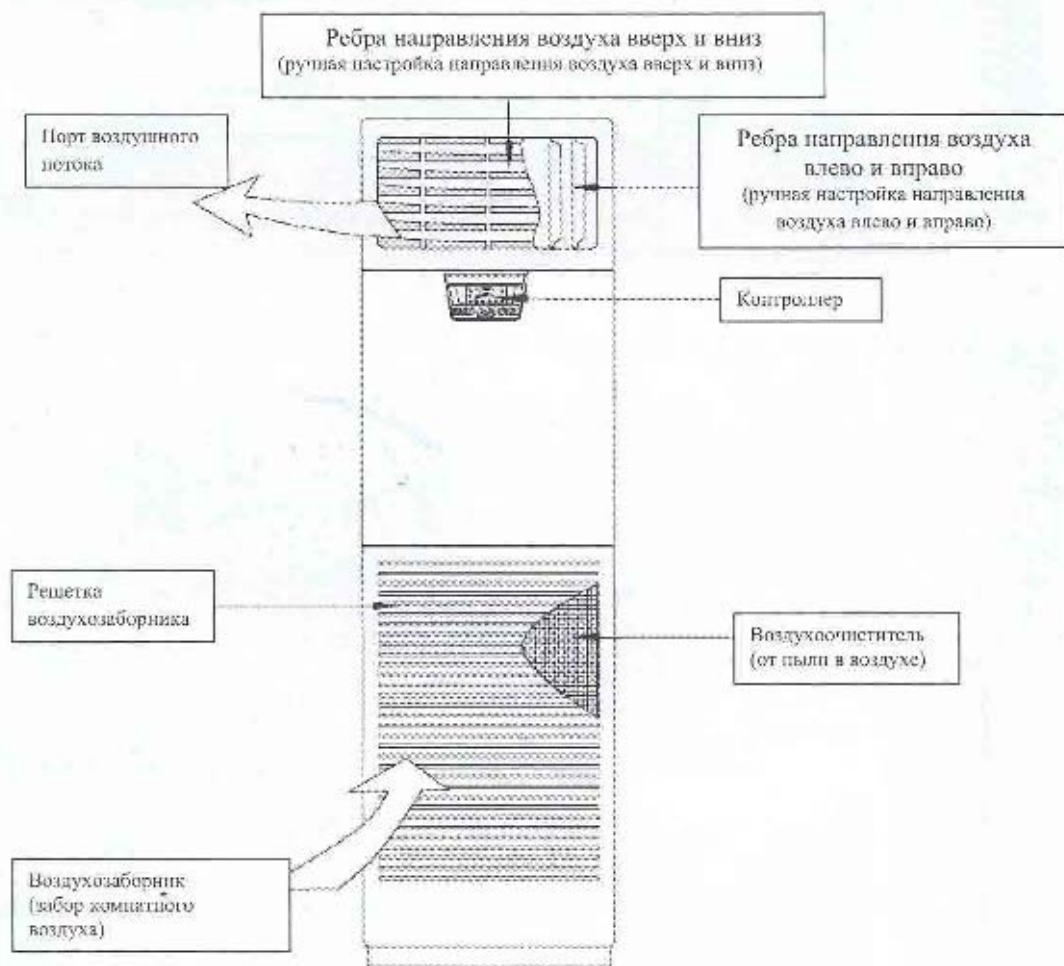 Ребра направления воздуха вверх и вниз
(ручная настройка направления воздуха вверх и вниз)
Порт воздушного
потока
Ребра направления воздуха
влево и вправо
(ручная настройка направления
воздуха влево и вправо)
Контроллер
Решетка
воздухозаборника
Воздухоочиститель
(от пыли в воздухе)
Воздухозаборник
(забор комнатного
воздуха)